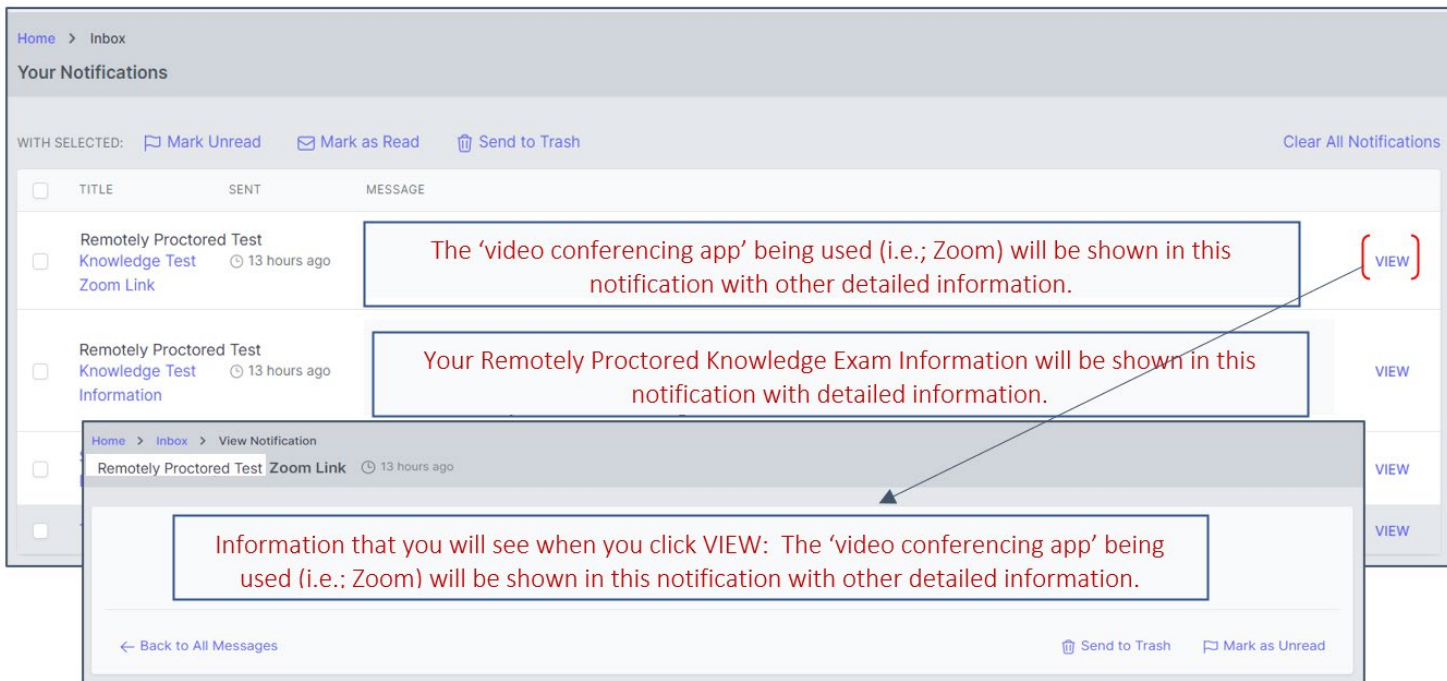 Home > Inbox
Your Notifications
WITH SELECTED: Mark Unread Mark as Read Send to Trash Clear All Notifications
TITLE SENT MESSAGE
Remotely Proctored Test
Knowledge Test 13 hours ago
Zoom Link
The ‘video conferencing app’ being used (i.e.; Zoom) will be shown in this
notification with other detailed information.
VIEW
Remotely Proctored Test
Knowledge Test 13 hours ago
Information
Your Remotely Proctored Knowledge Exam Information will be shown in this
notification with detailed information.
VIEW
VIEW
VIEW
Home > Inbox > View Notification
Remotely Proctored Test Zoom Link 13 hours ago
Information that you will see when you click VIEW: The ‘video conferencing app’ being
used (i.e.; Zoom) will be shown in this notification with other detailed information.
← Back to All Messages Send to Trash Mark as Unread